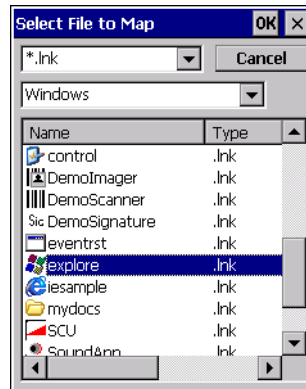 Select File to Map OK ×
*.lnk Cancel
Windows
Name Type
control .lnk
DemoImager .lnk
DemoScanner .lnk
Sic DemoSignature .lnk
eventrst .lnk
explore .lnk
iesample .lnk
mydocs .lnk
SCU .lnk
SoundApp .lnk